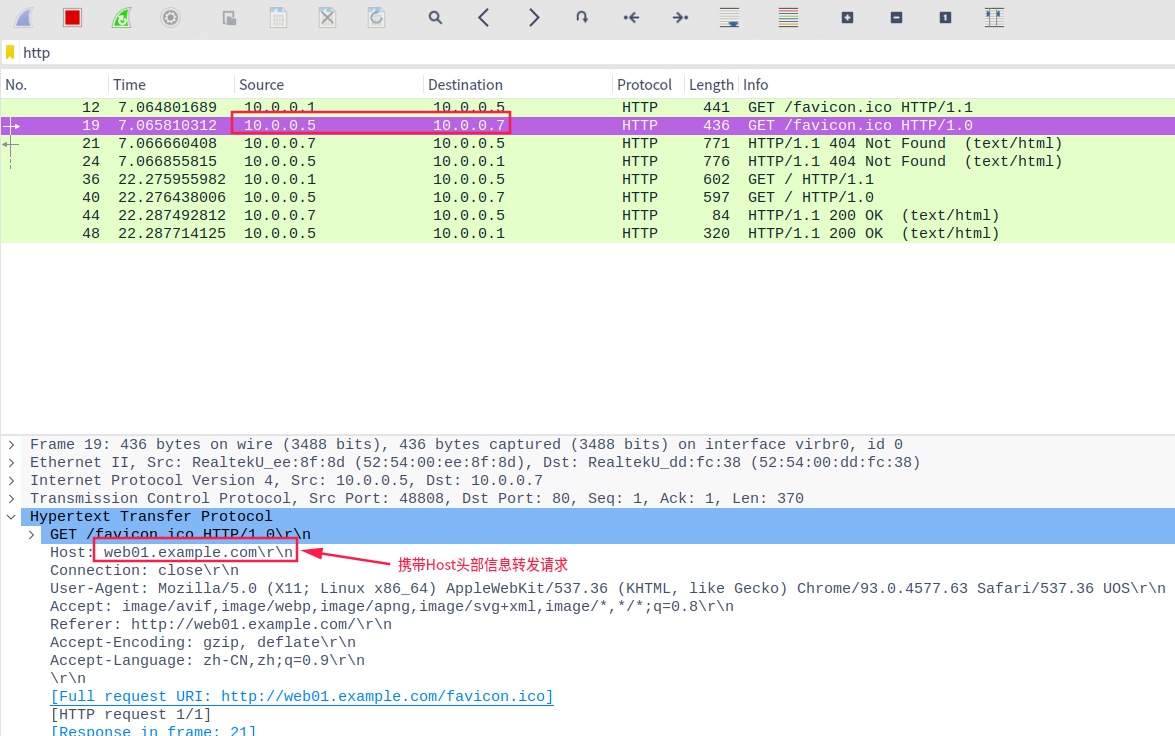 http
No. Time Source Destination Protocol Length Info
12 7.064801689 10.0.0.1 10.0.0.5 HTTP 441 GET /favicon.ico HTTP/1.1
19 7.065810312 10.0.0.5 10.0.0.7 HTTP 436 GET /favicon.ico HTTP/1.0
21 7.066660408 10.0.0.7 10.0.0.5 HTTP 771 HTTP/1.1 404 Not Found (text/html)
24 7.066855815 10.0.0.5 10.0.0.1 HTTP 776 HTTP/1.1 404 Not Found (text/html)
36 22.275955982 10.0.0.1 10.0.0.5 HTTP 602 GET / HTTP/1.1
40 22.276438006 10.0.0.5 10.0.0.7 HTTP 597 GET / HTTP/1.0
44 22.287492812 10.0.0.7 10.0.0.5 HTTP 84 HTTP/1.1 200 OK (text/html)
48 22.287714125 10.0.0.5 10.0.0.1 HTTP 320 HTTP/1.1 200 OK (text/html)
Frame 19: 436 bytes on wire (3488 bits), 436 bytes captured (3488 bits) on interface virbr0, id 0
Ethernet II, Src: RealtekU_ee:8f:8d (52:54:00:ee:8f:8d), Dst: RealtekU_dd:fc:38 (52:54:00:dd:fc:38)
Internet Protocol Version 4, Src: 10.0.0.5, Dst: 10.0.0.7
Transmission Control Protocol, Src Port: 48808, Dst Port: 80, Seq: 1, Ack: 1, Len: 370
Hypertext Transfer Protocol
GET /favicon.ico HTTP/1.0\r\n
Host: web01.example.com\r\n
携带Host头部信息转发请求
Connection: close\r\n
User-Agent: Mozilla/5.0 (X11; Linux x86_64) AppleWebKit/537.36 (KHTML, like Gecko) Chrome/93.0.4577.63 Safari/537.36 UOS\r\n
Accept: image/avif,image/webp,image/apng,image/svg+xml,image/*,*/*;q=0.8\r\n
Referer: http://web01.example.com/\r\n
Accept-Encoding: gzip, deflate\r\n
Accept-Language: zh-CN,zh;q=0.9\r\n
\r\n
[Full request URI: http://web01.example.com/favicon.ico]
[HTTP request 1/1]
[Response in frame: 21]